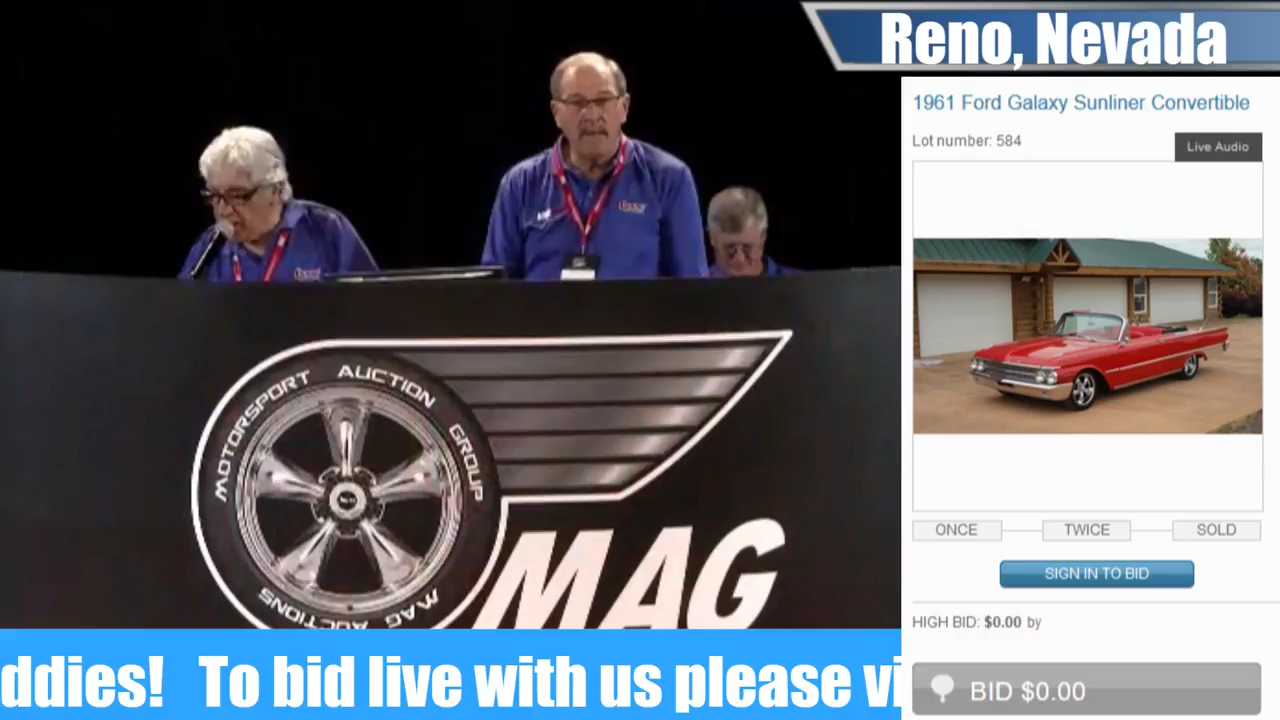 Reno, Nevada
1961 Ford Galaxy Sunliner Convertible
Lot number: 584
Live Audio
MOTORSPORT AUCTION GROUP
MAG AUCTIONS
MAG
ONCE
TWICE
SOLD
SIGN IN TO BID
HIGH BID: $0.00 by
BID $0.00
ddies! To bid live with us please vi